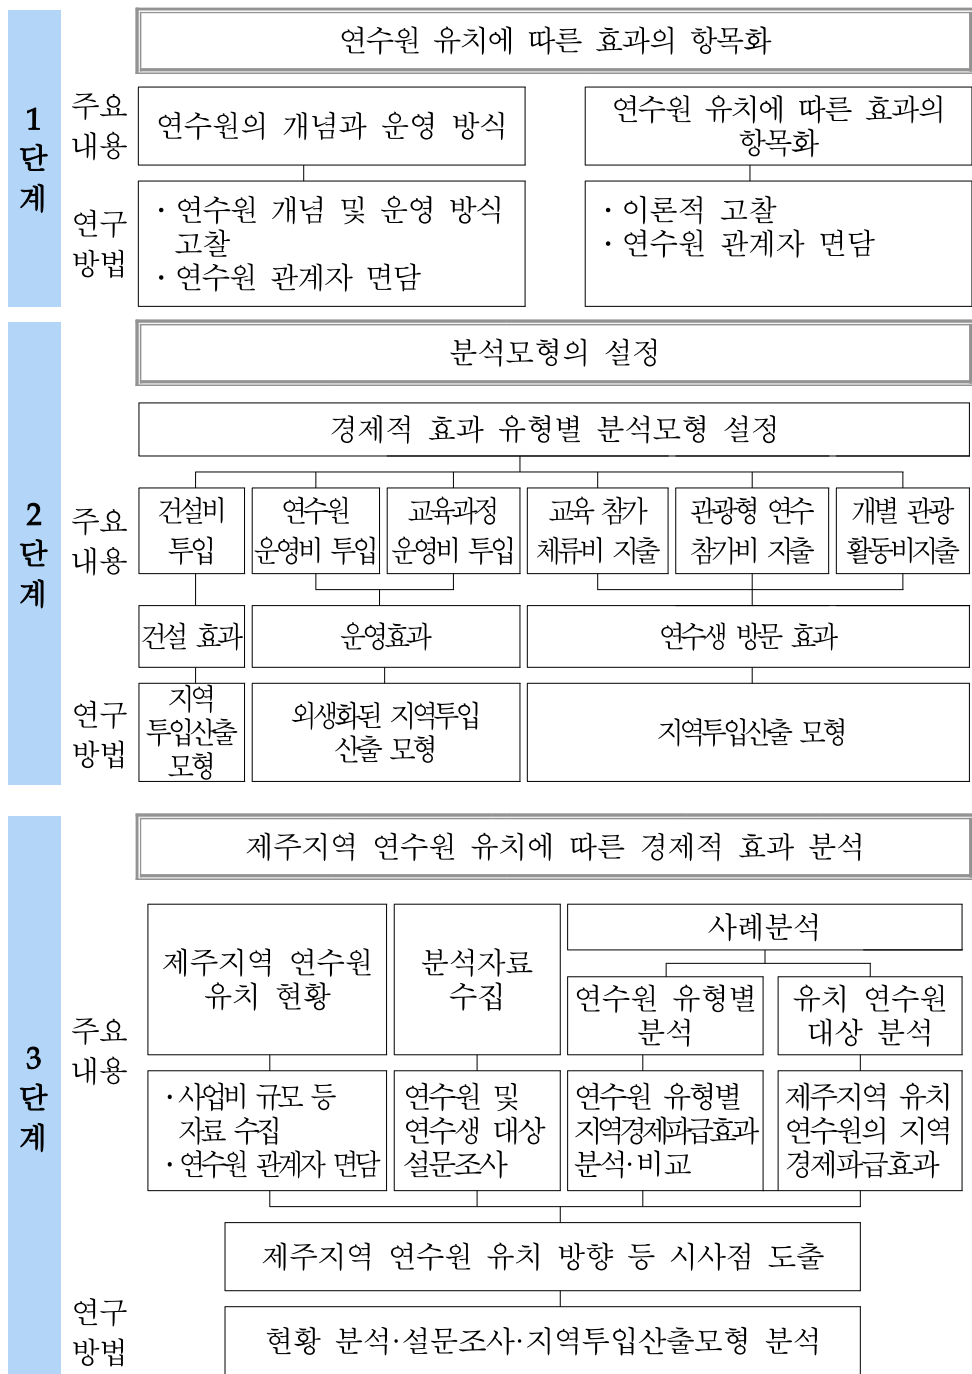 1
단
계
연수원 유치에 따른 효과의 항목화
주요
내용
연수원의 개념과 운영 방식
연수원 유치에 따른 효과의
항목화
연구
방법
· 연수원 개념 및 운영 방식
고찰
· 연수원 관계자 면담
· 이론적 고찰
· 연수원 관계자 면담
2
단
계
분석모형의 설정
경제적 효과 유형별 분석모형 설정
주요
내용
건설비
투입
연수원
운영비 투입
교육과정
운영비 투입
교육 참가
체류비 지출
관광형 연수
참가비 지출
개별 관광
활동비지출
건설 효과
운영효과
연수생 방문 효과
연구
방법
지역
투입산출
모형
외생화된 지역투입
산출 모형
지역투입산출 모형
3
단
계
제주지역 연수원 유치에 따른 경제적 효과 분석
주요
내용
제주지역 연수원
유치 현황
분석자료
수집
사례분석
연수원 유형별
분석
유치 연수원
대상 분석
· 사업비 규모 등
자료 수집
· 연수원 관계자 면담
연수원 및
연수생 대상
설문조사
연수원 유형별
지역경제파급효과
분석·비교
제주지역 유치
연수원의 지역
경제파급효과
제주지역 연수원 유치 방향 등 시사점 도출
연구
방법
현황 분석·설문조사·지역투입산출모형 분석